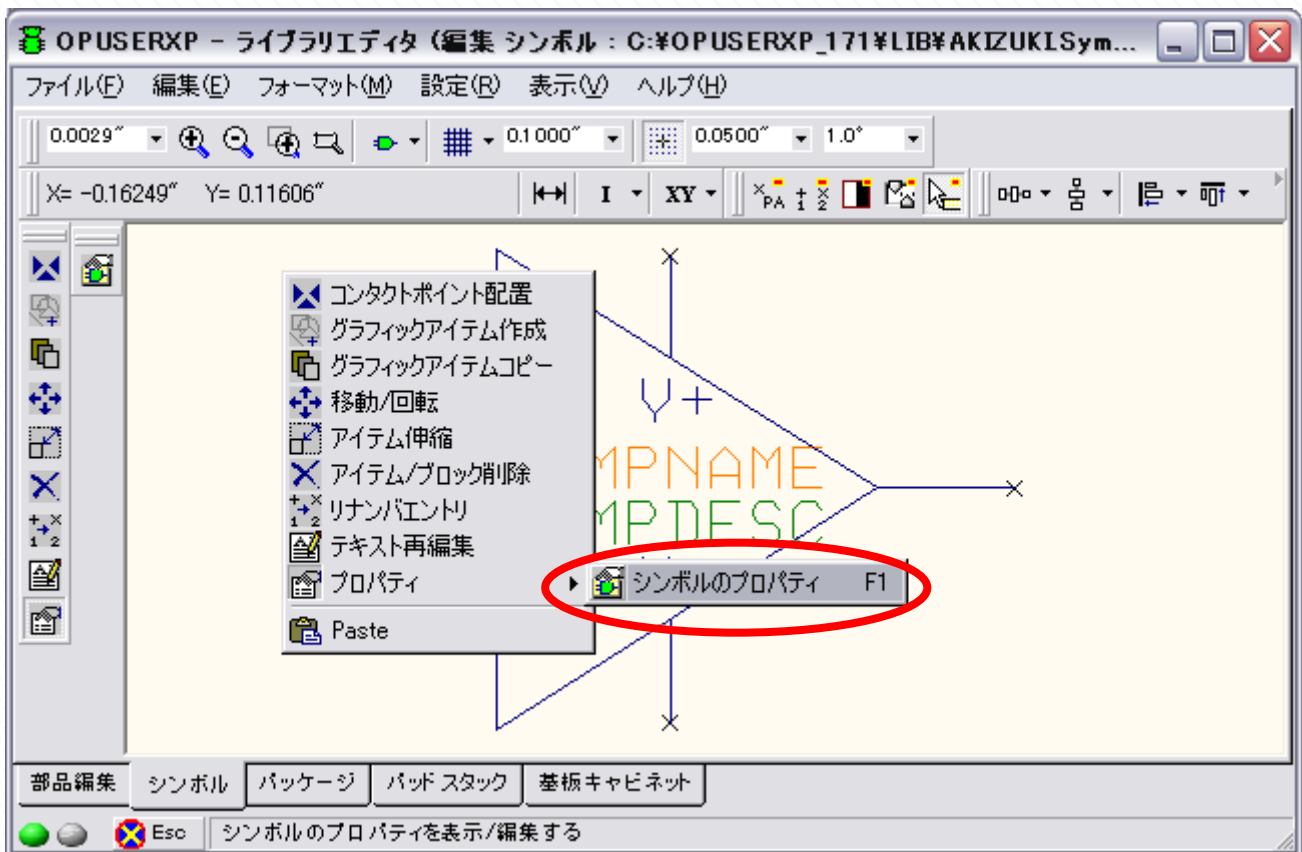 OPUSERXP - ライブラリエディタ (編集 シンボル : C:¥OPUSERXP_171¥LIB¥AKIZUKI.Sym...
ファイル(F) 編集(E) フォーマット(M) 設定(R) 表示(V) ヘルプ(H)
0.0029" 0.1000" 0.0500" 1.0°
X= -0.16249" Y= 0.11606" I XY PA 1 2
コンタクトポイント配置
グラフィックアイテム作成
グラフィックアイテムコピー
移動/回転
アイテム伸縮
アイテム/ブロック削除
リナンバエントリ
テキスト再編集
プロパティ
シンボルのプロパティ F1
Paste
V+
MPNAME
MPDESC
部品編集 シンボル パッケージ パッド スタック 基板キャビネット
Esc シンボルのプロパティを表示/編集する